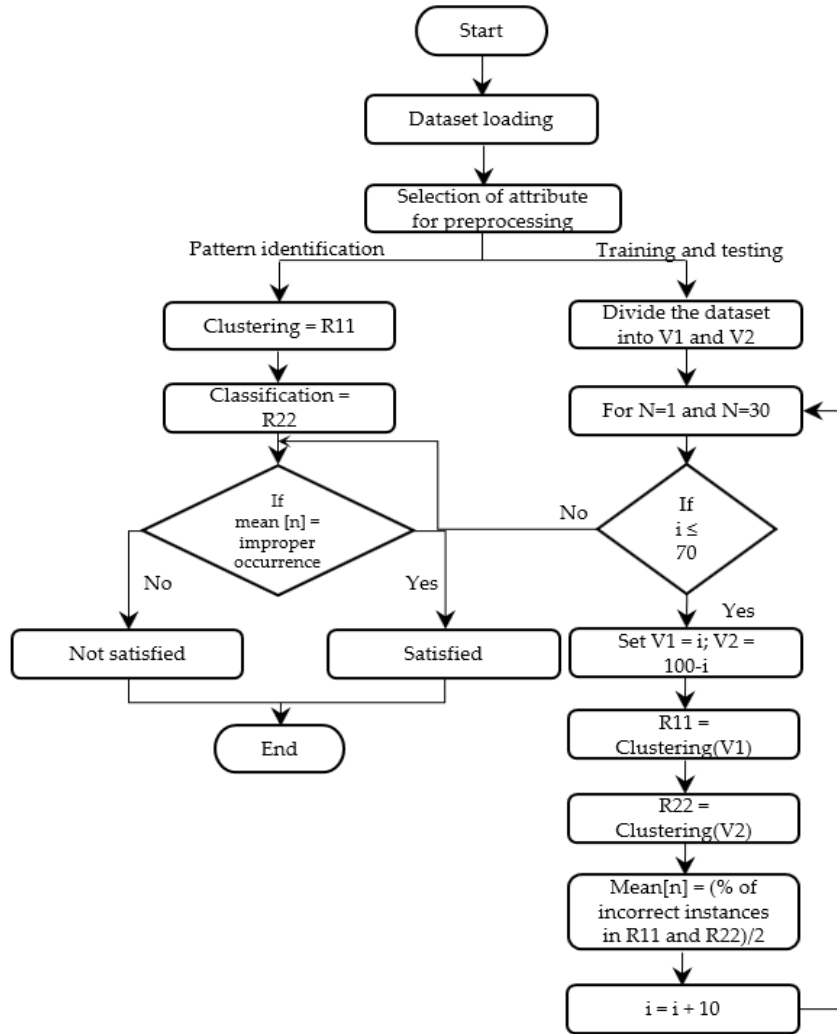 Start
Dataset loading
Selection of attribute
for preprocessing
Pattern identification
Training and testing
Clustering = R11
Divide the dataset
into V1 and V2
Classification =
R22
For N=1 and N=30
If
mean [n] =
improper
occurrence
No
If
i ≤
70
No
Yes
Yes
Not satisfied
Satisfied
Set V1 = i; V2 =
100-i
End
R11 =
Clustering(V1)
R22 =
Clustering(V2)
Mean[n] = (% of
incorrect instances
in R11 and R22)/2
i = i + 10